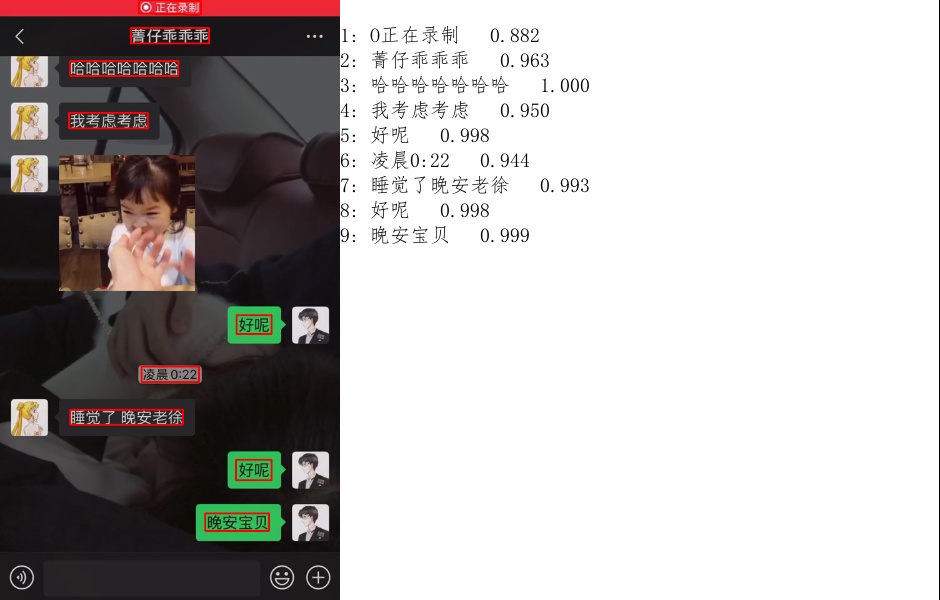 正在录制
菁仔乖乖乖
哈哈哈哈哈哈哈
我考虑考虑
好呢
凌晨0:22
睡觉了 晚安老徐
好呢
晚安宝贝
1: O正在录制 0.882
2: 菁仔乖乖乖 0.963
3: 哈哈哈哈哈哈哈 1.000
4: 我考虑考虑 0.950
5: 好呢 0.998
6: 凌晨0:22 0.944
7: 睡觉了晚安老徐 0.993
8: 好呢 0.998
9: 晚安宝贝 0.999